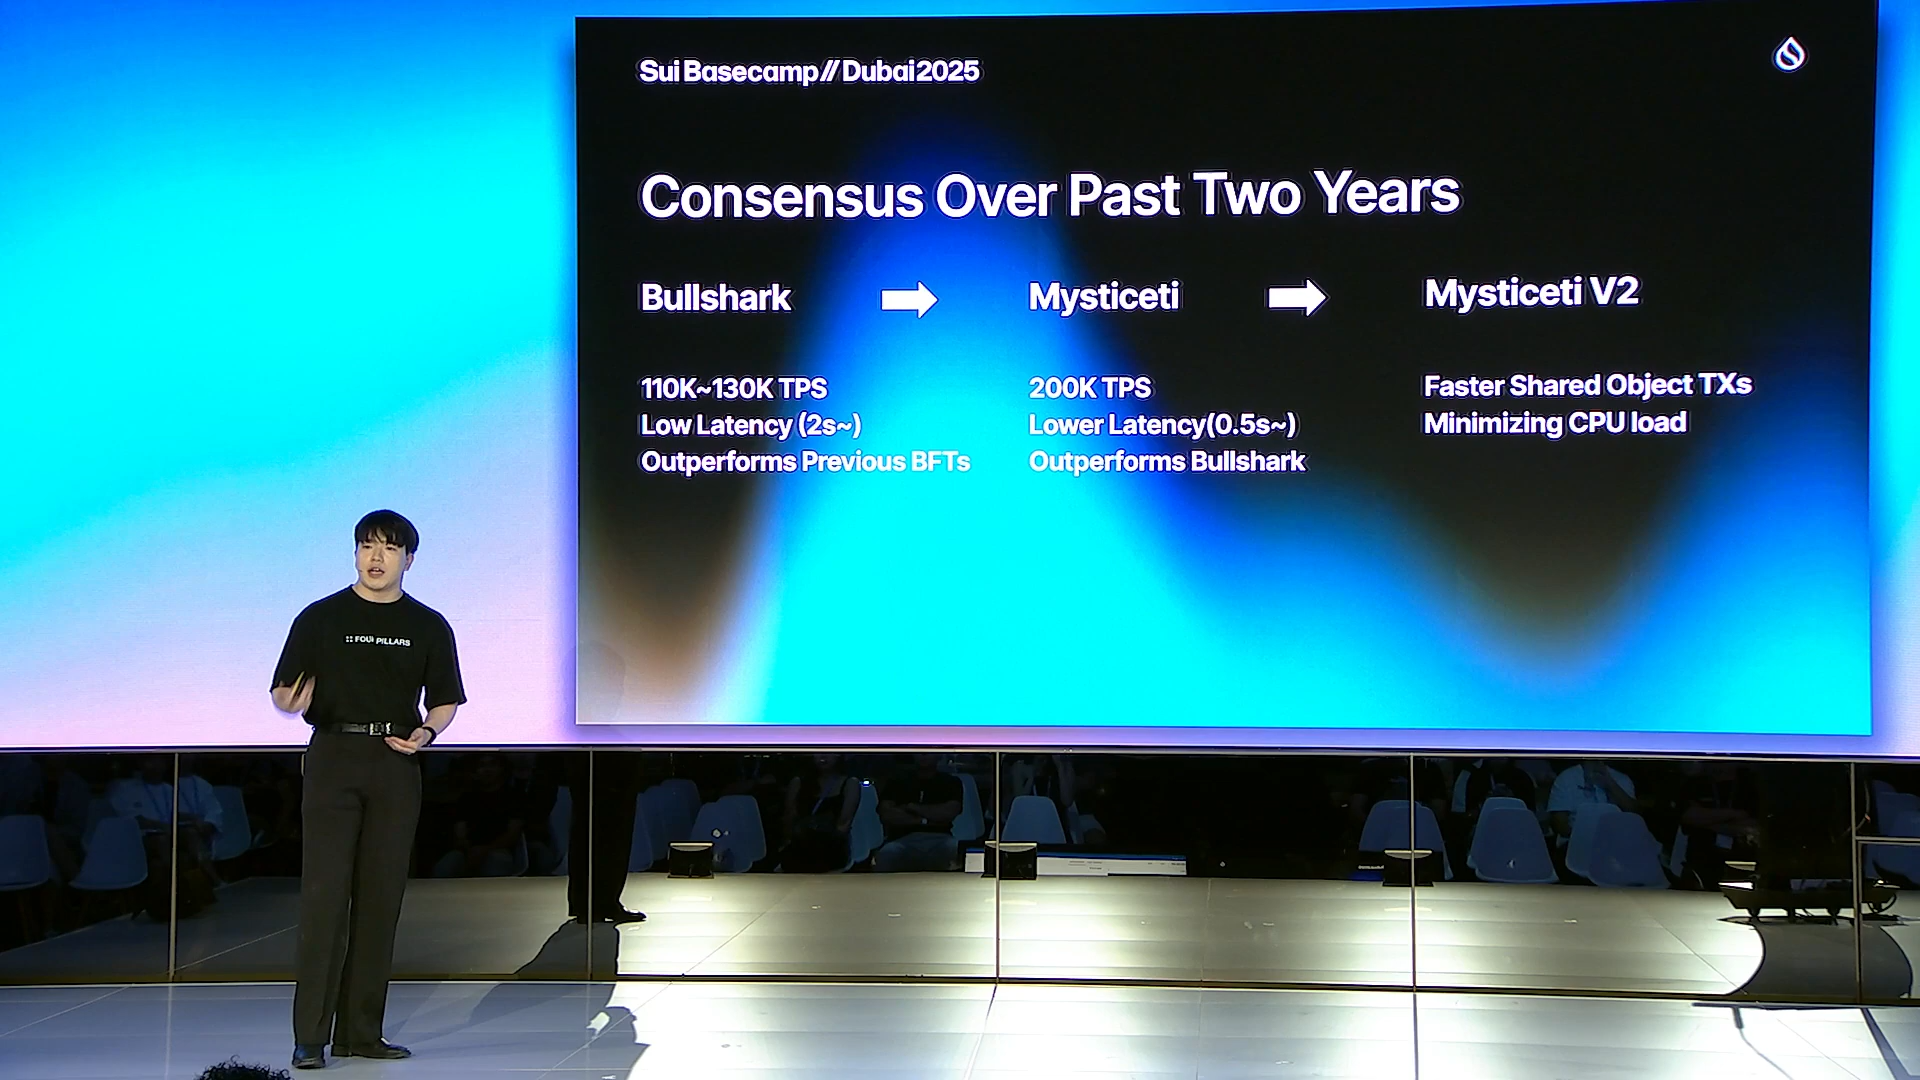 Sui Basecamp // Dubai 2025
Consensus Over Past Two Years
Bullshark
110K~130K TPS
Low Latency (2s~)
Outperforms Previous BFTs
Mysticeti
200K TPS
Lower Latency(0.5s~)
Outperforms Bullshark
Mysticeti V2
Faster Shared Object TXs
Minimizing CPU load
FOUR PILLARS